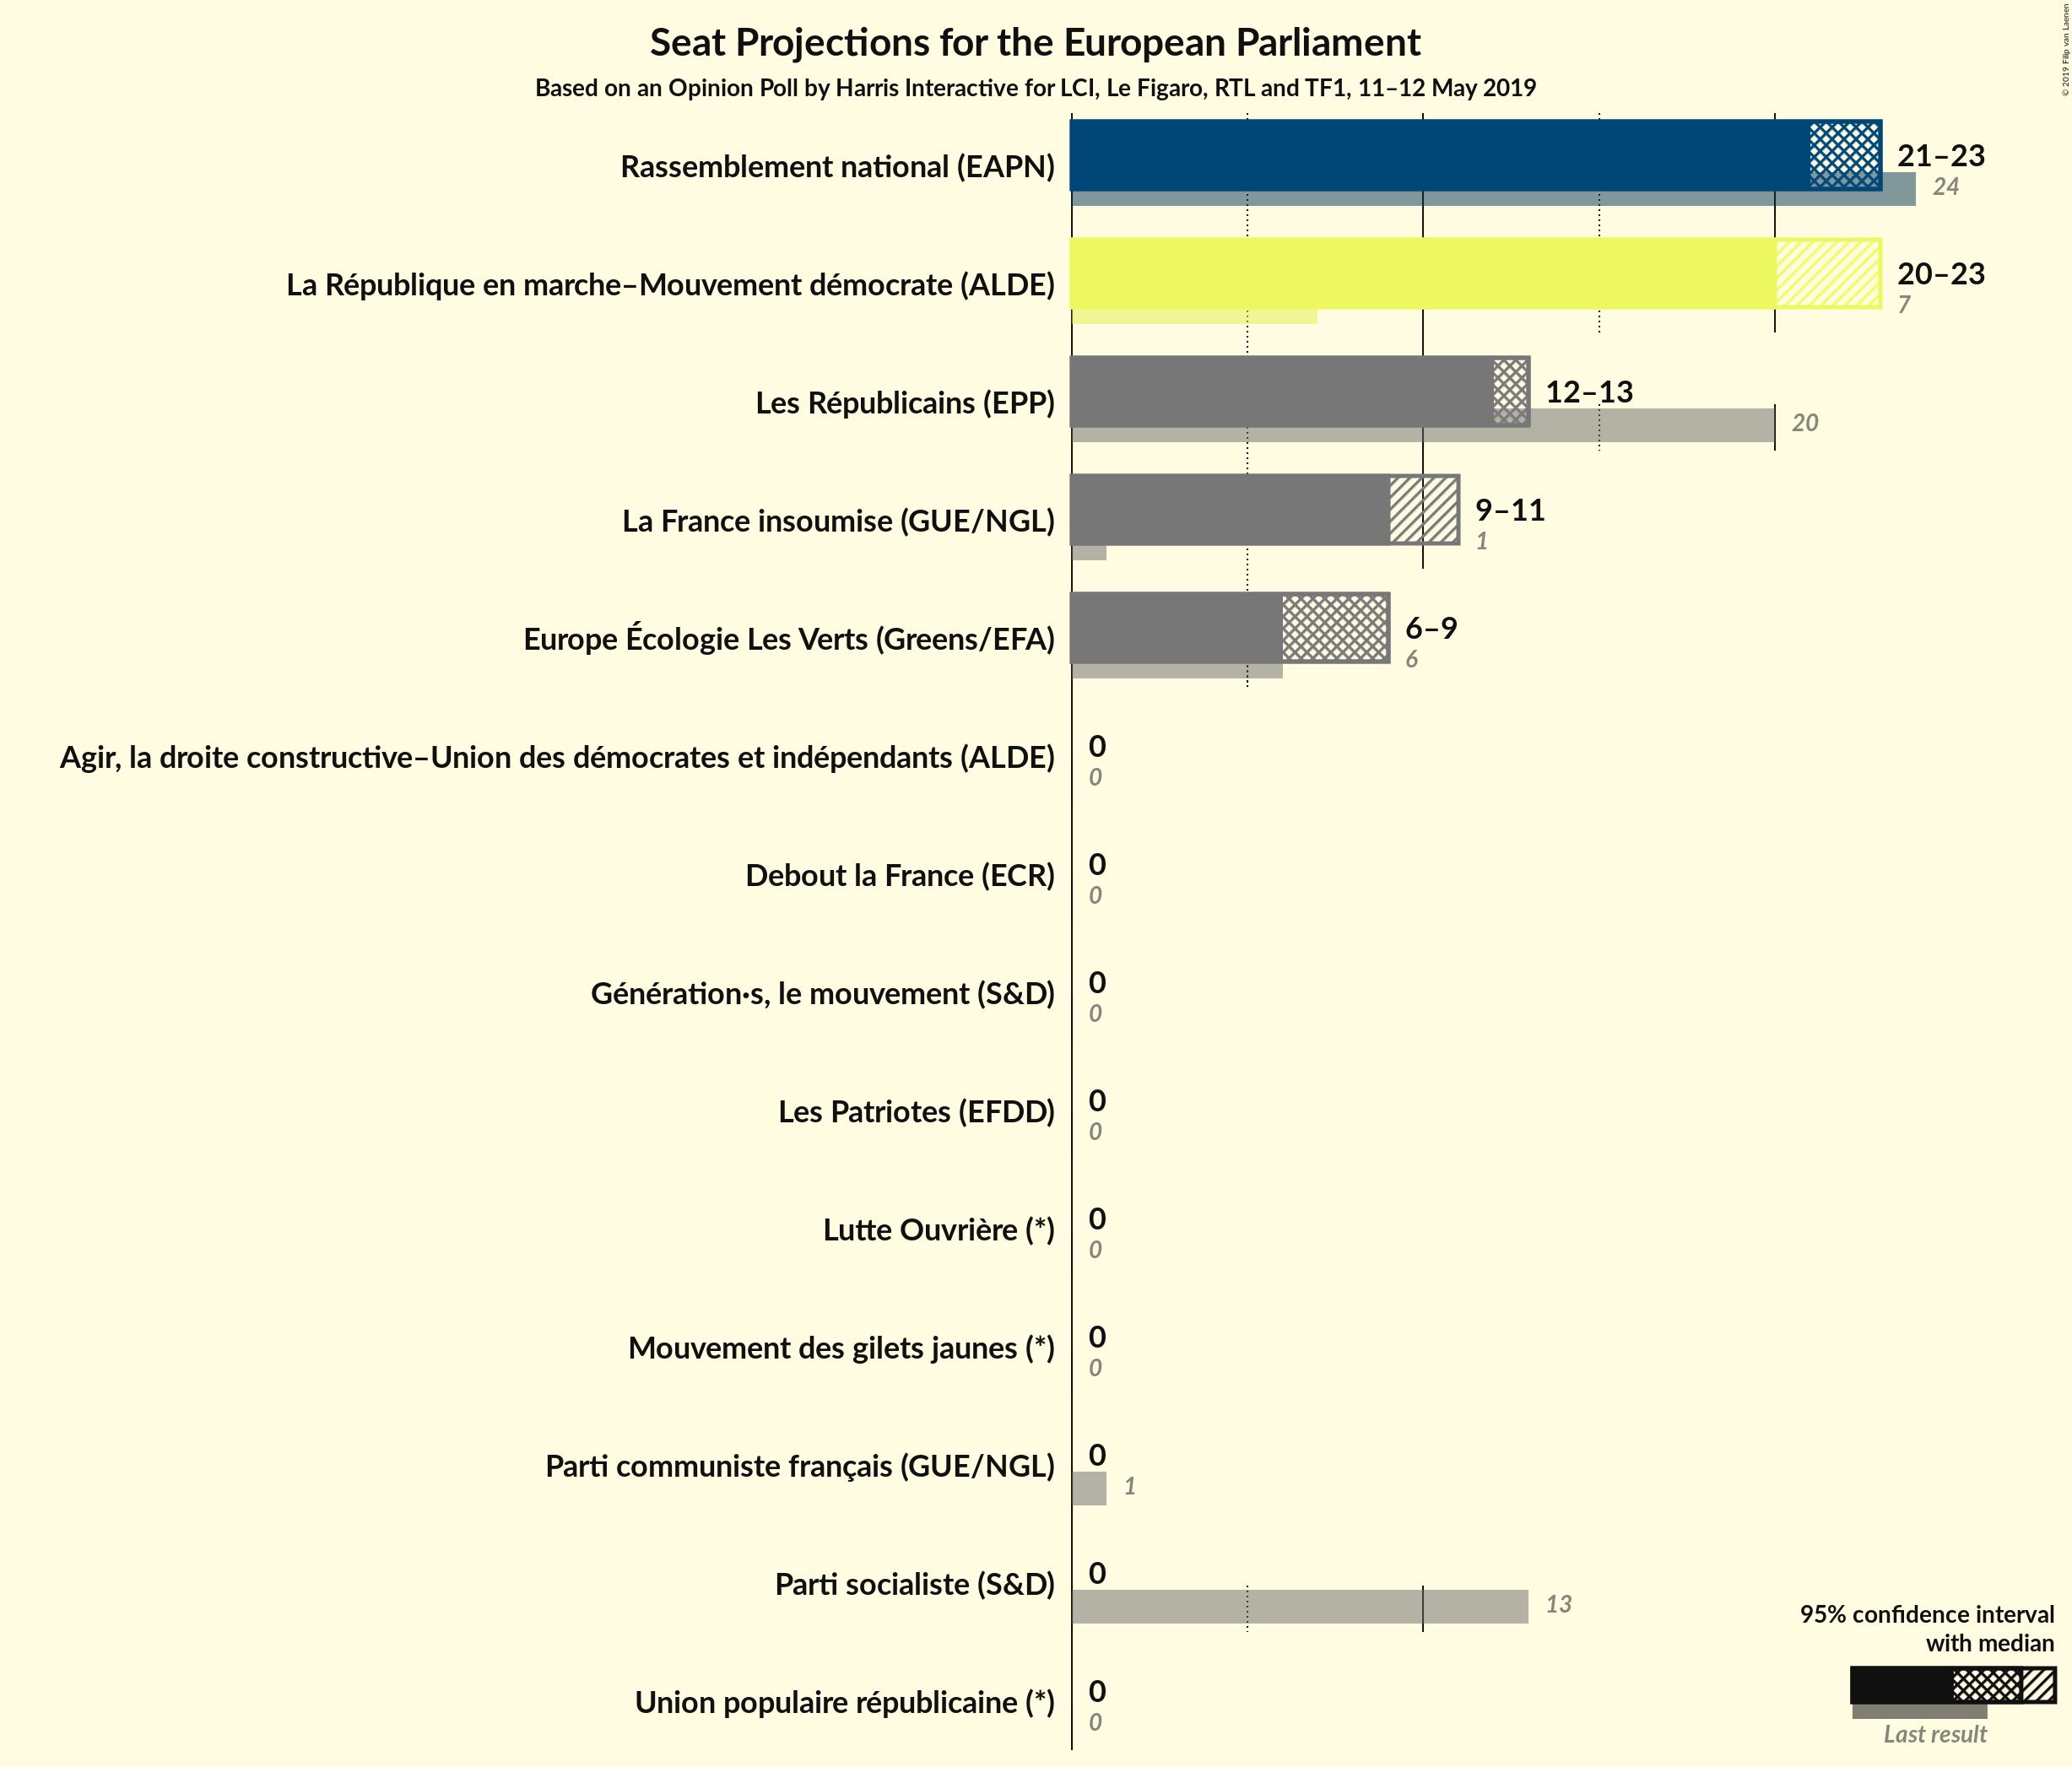 Seat Projections for the European Parliament
Based on an Opinion Poll by Harris Interactive for LCI, Le Figaro, RTL and TF1, 11–12 May 2019
© 2019 Filip van Laenen
Rassemblement national (EAPN)
21–23
24
La République en marche–Mouvement démocrate (ALDE)
20–23
7
Les Républicains (EPP)
12–13
20
La France insoumise (GUE/NGL)
9–11
1
Europe Écologie Les Verts (Greens/EFA)
6–9
6
Agir, la droite constructive–Union des démocrates et indépendants (ALDE)
0
0
Debout la France (ECR)
0
0
Génération·s, le mouvement (S&D)
0
0
Les Patriotes (EFDD)
0
0
Lutte Ouvrière (*)
0
0
Mouvement des gilets jaunes (*)
0
0
Parti communiste français (GUE/NGL)
0
1
Parti socialiste (S&D)
0
13
Union populaire républicaine (*)
0
0
95% confidence interval
with median
Last result